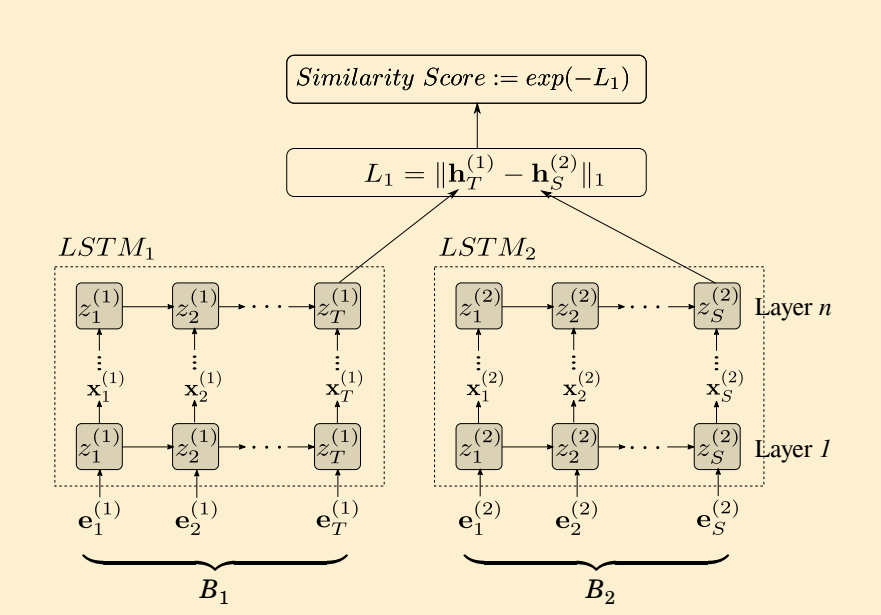 Similarity Score := exp(−L₁)
L₁ = ‖h_T^(1) − h_S^(2)‖₁
LSTM₁ LSTM₂
z₁^(1) z₂^(1) ··· z_T^(1) z₁^(2) z₂^(2) ··· z_S^(2) Layer n
x₁^(1) x₂^(1) x_T^(1) x₁^(2) x₂^(2) x_S^(2)
z₁^(1) z₂^(1) ··· z_T^(1) z₁^(2) z₂^(2) ··· z_S^(2) Layer 1
e₁^(1) e₂^(1) e_T^(1) e₁^(2) e₂^(2) e_S^(2)
B₁ B₂